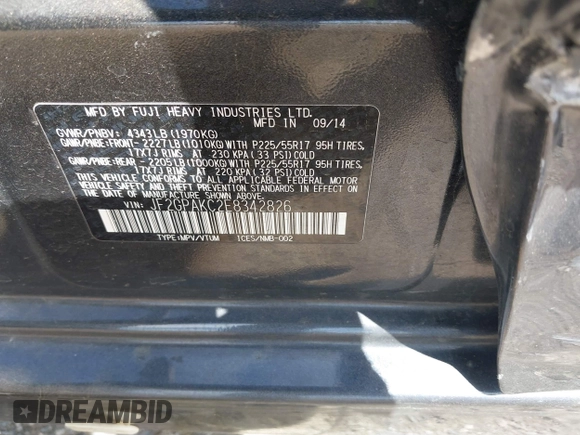 MFD BY FUJI HEAVY INDUSTRIES LTD.
MFD IN 09/14
GVWR/PNBV: 4343LB(1970KG)
GAWR/PNBE:FRONT- 2227LB(1010KG)WITH P225/55R17 95H TIRES,
17X7J RIMS AT 230 KPA(33 PSI)COLD
GAWR/PNBE:REAR - 2205LB(1000KG)WITH P225/55R17 95H TIRES,
17X7J RIMS AT 220 KPA(32 PSI)COLD
THIS VEHICLE CONFORMS TO ALL APPLICABLE FEDERAL MOTOR
VEHICLE SAFETY AND THEFT PREVENTION STANDARDS IN EFFECT
ON THE DATE OF MANUFACTURE SHOWN ABOVE.
VIN: JF2GPAKC2F8342826
TYPE:MPV/VTUM ICES/NMB-002
DREAMBID